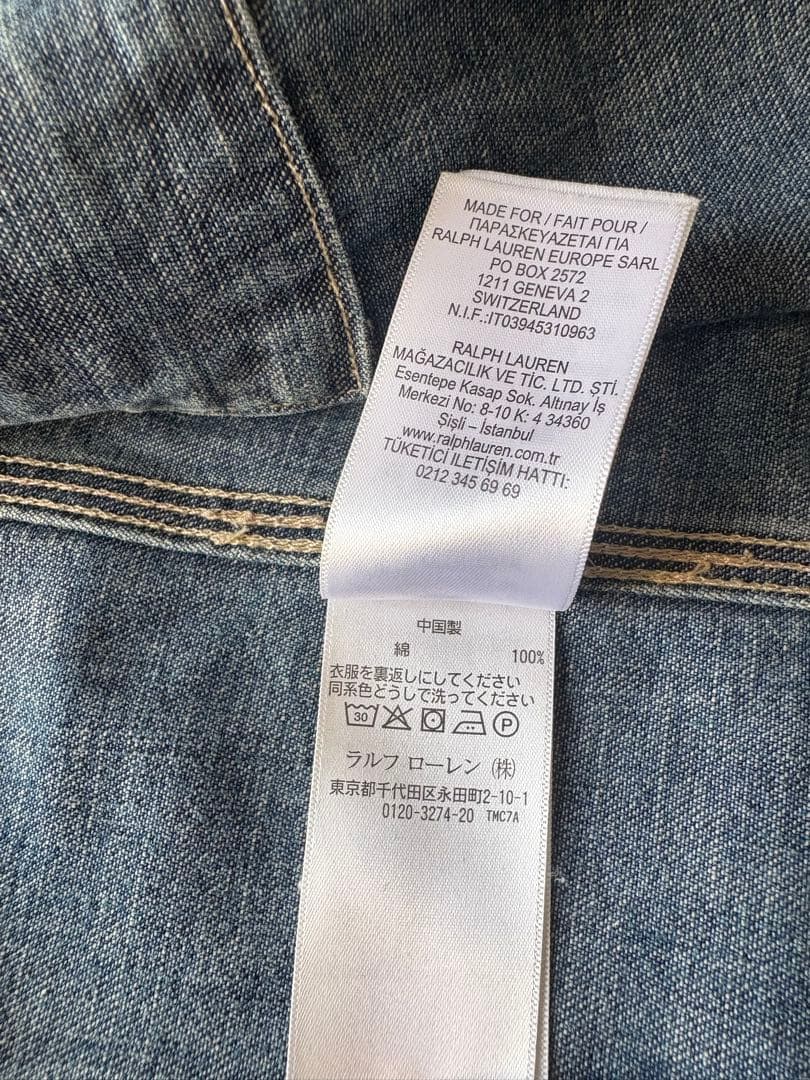 MADE FOR / FAIT POUR /
ΠΑΡΑΣΚΕΥΑΖΕΤΑΙ ΓΙΑ
RALPH LAUREN EUROPE SARL
PO BOX 2572
1211 GENEVA 2
SWITZERLAND
N.I.F.:IT03945310963
RALPH LAUREN
MAĞAZACILIK VE TİC. LTD. ŞTİ.
Esentepe Kasap Sok. Altınay İş
Merkezi No: 8-10 K: 4 34360
Şişli – İstanbul
www.ralphlauren.com.tr
TÜKETİCİ İLETİŞİM HATTI:
0212 345 69 69
中国製
綿 100%
衣服を裏返しにしてください
同系色どうしで洗ってください
30 P
ラルフ ローレン (株)
東京都千代田区永田町2-10-1
0120-3274-20 TMC7A